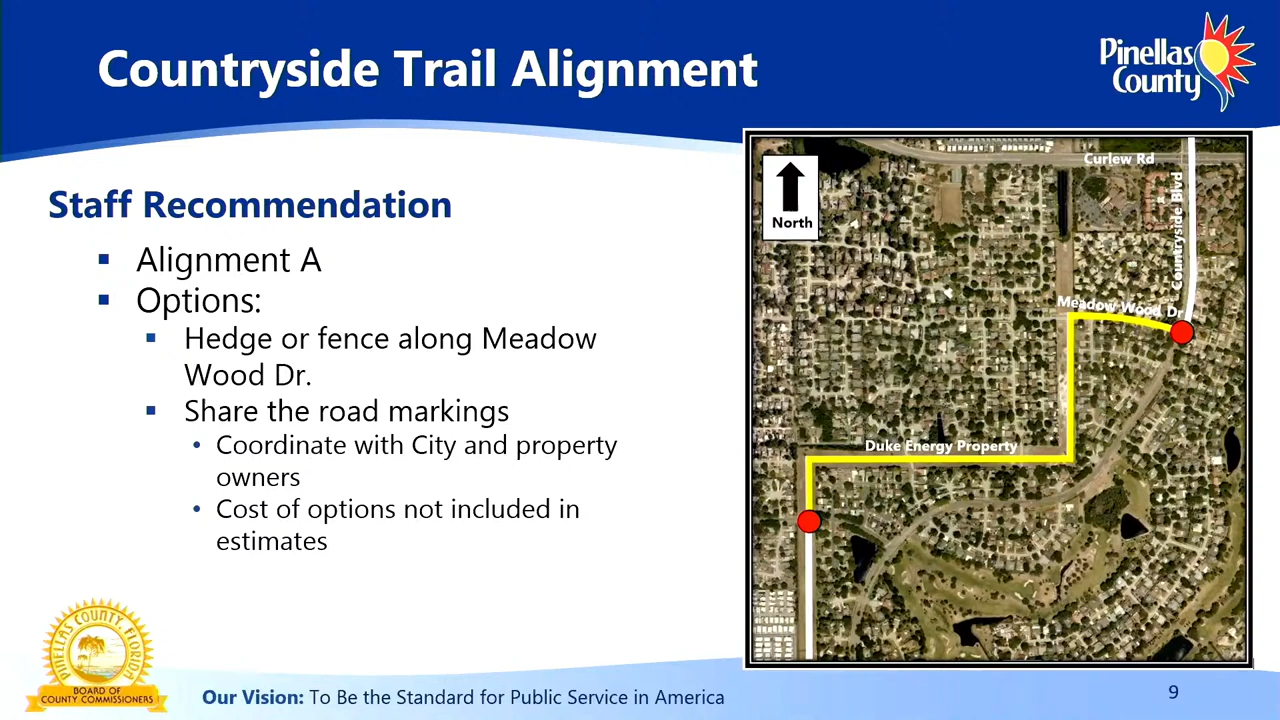 Countryside Trail Alignment
Pinellas
County
Staff Recommendation
Alignment A
Options:
Hedge or fence along Meadow
Wood Dr.
Share the road markings
Coordinate with City and property
owners
Cost of options not included in
estimates
North
Curlew Rd
Countryside Blvd
Meadow Wood Dr
Duke Energy Property
PINELLAS COUNTY, FLORIDA
BOARD OF
COUNTY COMMISSIONERS
Our Vision: To Be the Standard for Public Service in America
9